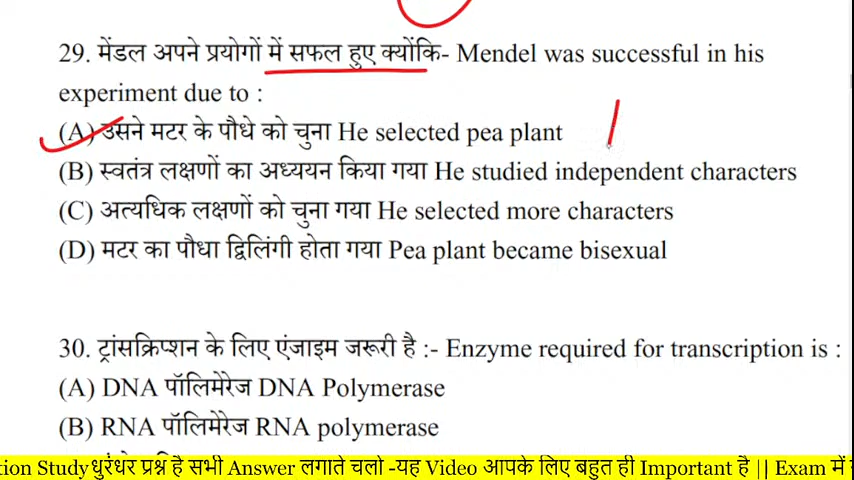 29. मेंडल अपने प्रयोगों में सफल हुए क्योंकि- Mendel was successful in his
experiment due to :
(A) उसने मटर के पौधे को चुना He selected pea plant
(B) स्वतंत्र लक्षणों का अध्ययन किया गया He studied independent characters
(C) अत्यधिक लक्षणों को चुना गया He selected more characters
(D) मटर का पौधा द्विलिंगी होता गया Pea plant became bisexual
30. ट्रांसक्रिप्शन के लिए एंजाइम जरूरी है :- Enzyme required for transcription is :
(A) DNA पॉलिमेरेज DNA Polymerase
(B) RNA पॉलिमेरेज RNA polymerase
tion Study धुरंधर प्रश्न है सभी Answer लगाते चलो -यह Video आपके लिए बहुत ही Important है || Exam में